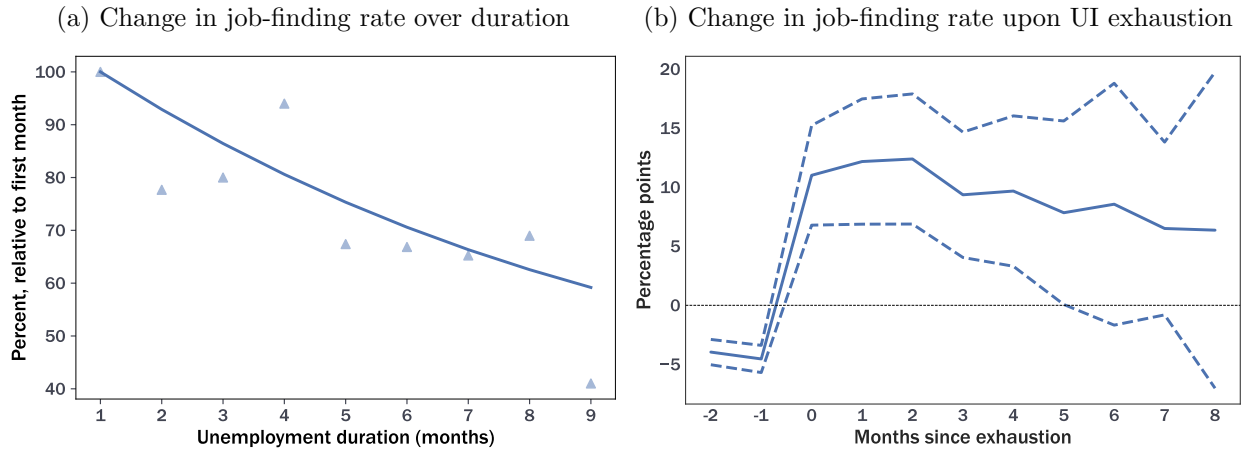 (a) Change in job-finding rate over duration
Percent, relative to first month
100
90
80
70
60
50
40
1 2 3 4 5 6 7 8 9
Unemployment duration (months)
(b) Change in job-finding rate upon UI exhaustion
Percentage points
20
15
10
5
0
−5
-2 -1 0 1 2 3 4 5 6 7 8
Months since exhaustion